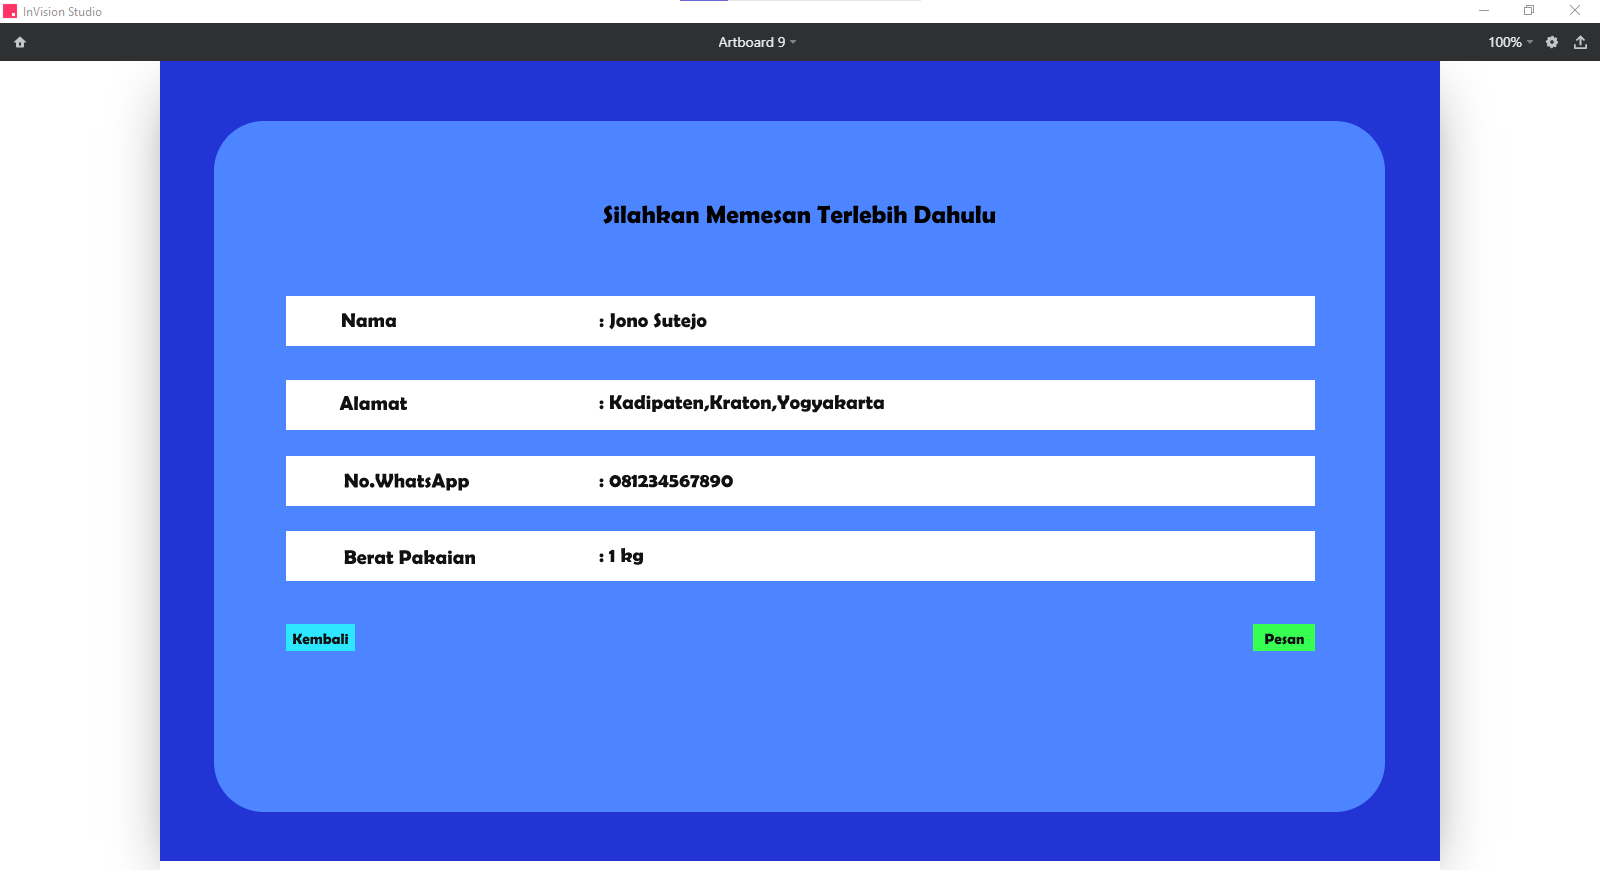 InVision Studio
Artboard 9
100%
Silahkan Memesan Terlebih Dahulu
Nama : Jono Sutejo
Alamat : Kadipaten,Kraton,Yogyakarta
No.WhatsApp : 081234567890
Berat Pakaian : 1 kg
Kembali Pesan